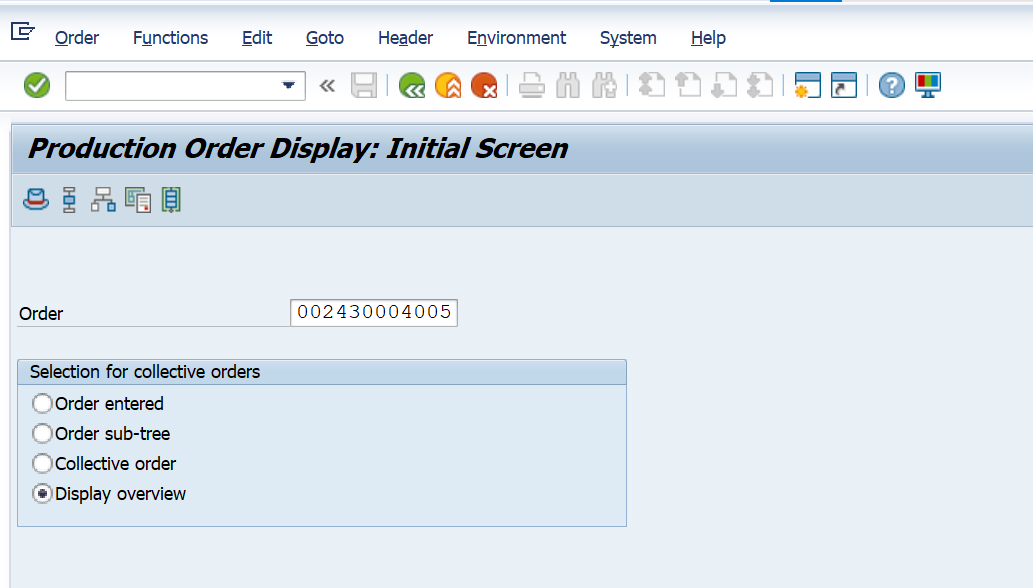 Order Functions Edit Goto Header Environment System Help
Production Order Display: Initial Screen
Order 002430004005
Selection for collective orders
Order entered
Order sub-tree
Collective order
Display overview